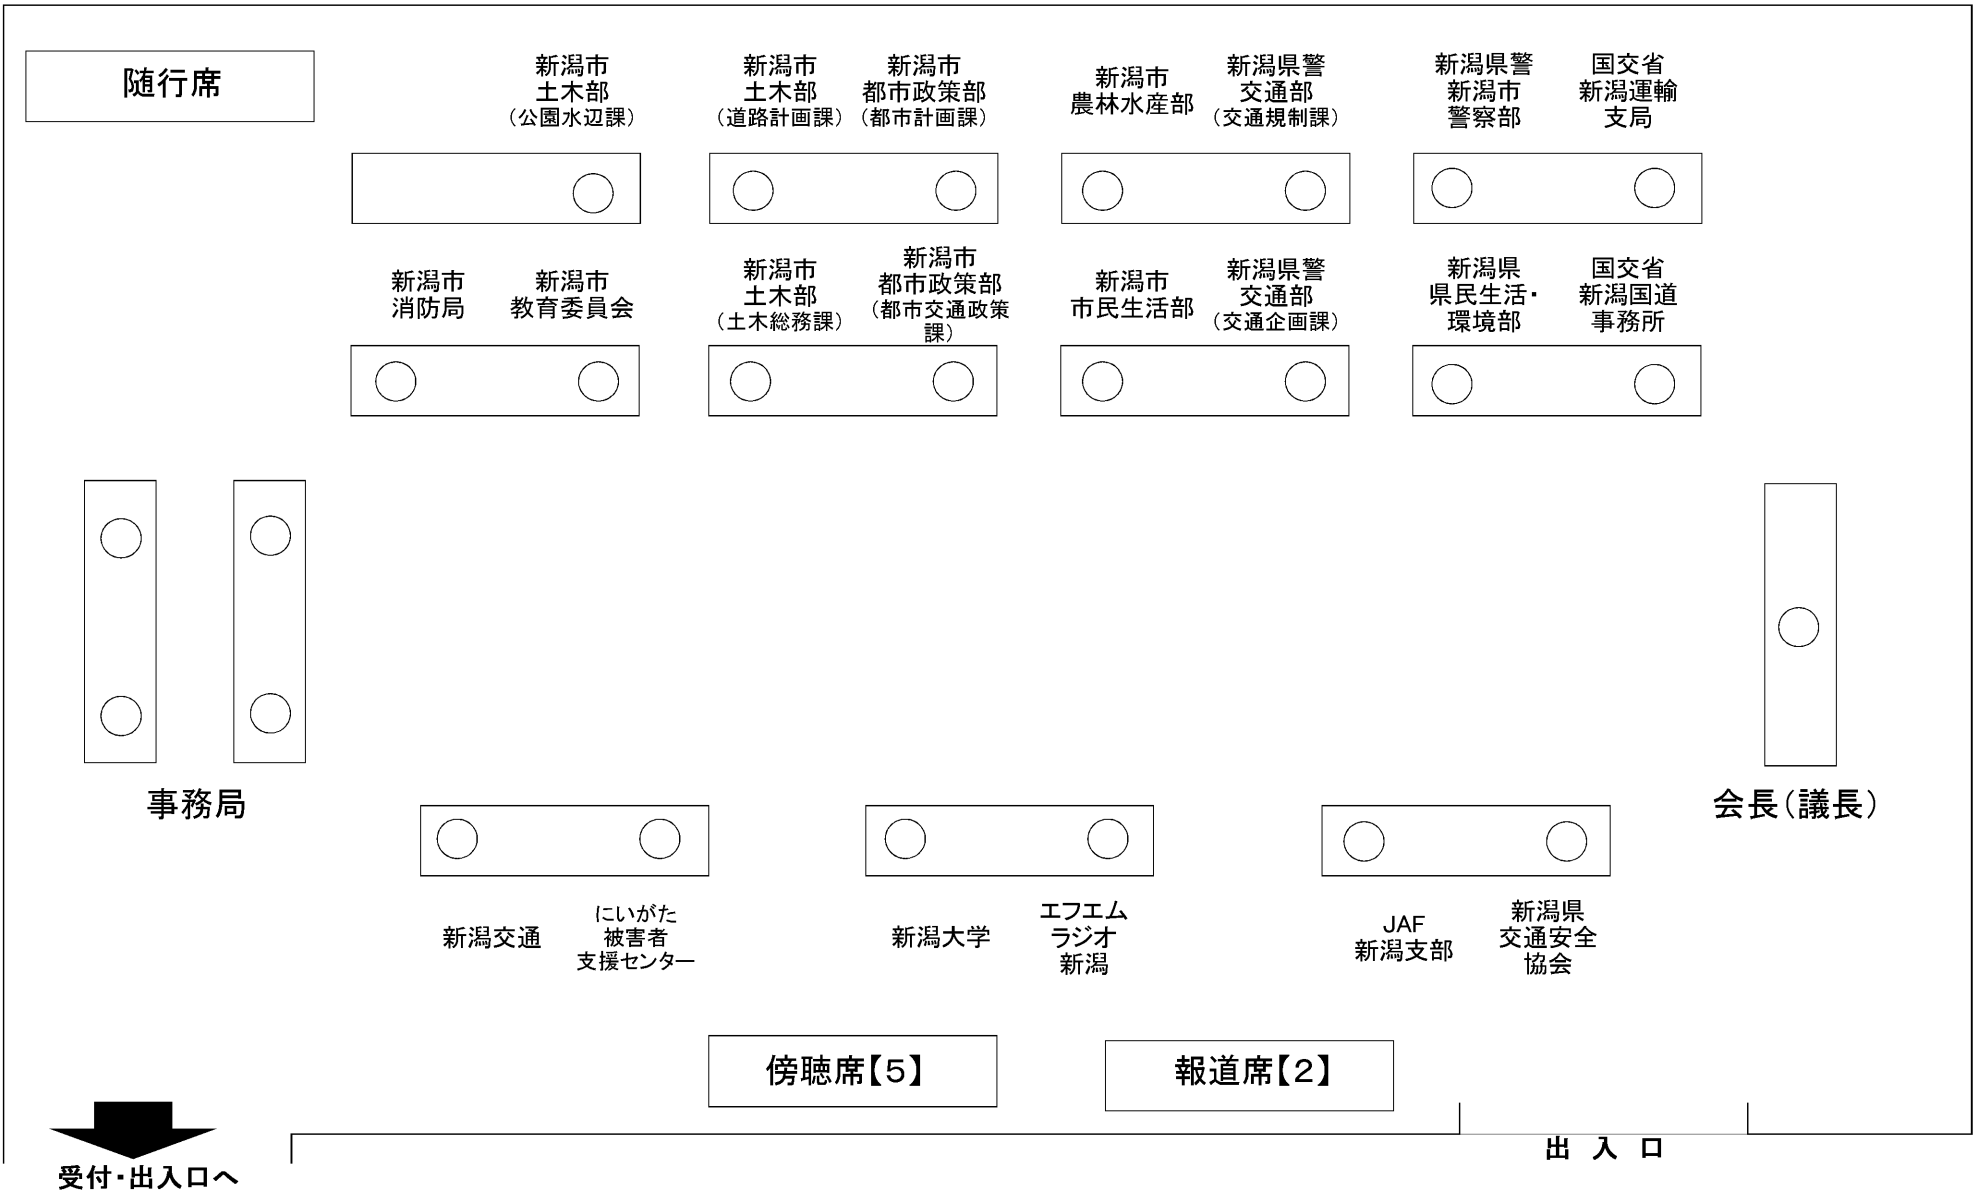 随行席
新潟市
土木部
（公園水辺課）
新潟市
土木部
（道路計画課）
新潟市
都市政策部
（都市計画課）
新潟市
農林水産部
新潟県警
交通部
（交通規制課）
新潟県警
新潟市
警察部
国交省
新潟運輸
支局
新潟市
消防局
新潟市
教育委員会
新潟市
土木部
（土木総務課）
新潟市
都市政策部
（都市交通政策
課）
新潟市
市民生活部
新潟県警
交通部
（交通企画課）
新潟県
県民生活・
環境部
国交省
新潟国道
事務所
事務局
会長（議長）
新潟交通
にいがた
被害者
支援センター
新潟大学
エフエム
ラジオ
新潟
JAF
新潟支部
新潟県
交通安全
協会
傍聴席【５】
報道席【２】
受付・出入口へ
出　入　口